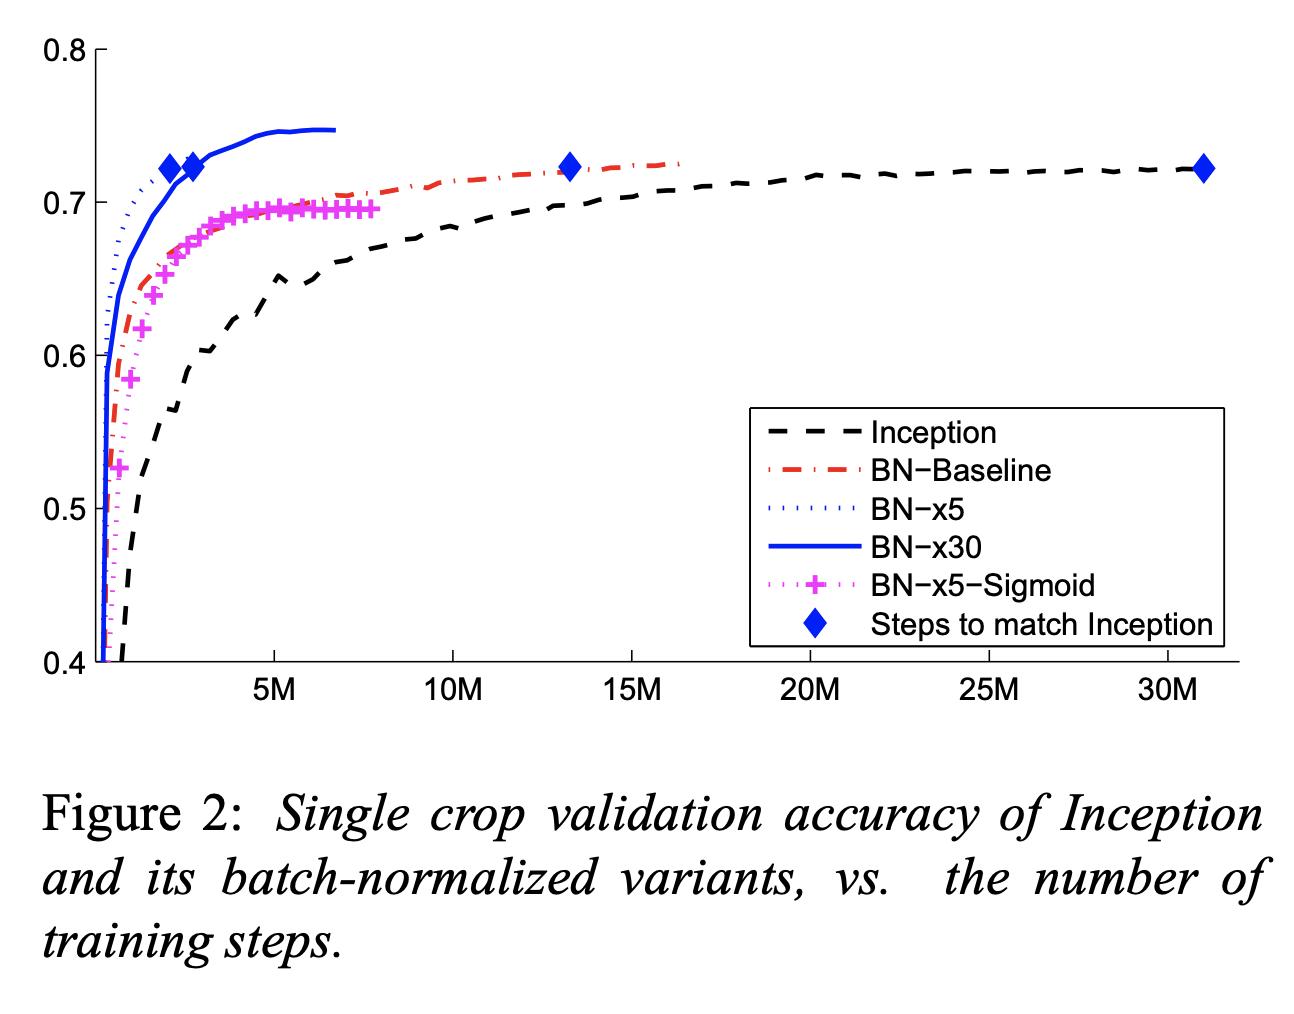 0.8
0.7
0.6
0.5
0.4
5M 10M 15M 20M 25M 30M
Inception
BN−Baseline
BN−x5
BN−x30
BN−x5−Sigmoid
Steps to match Inception
Figure 2: Single crop validation accuracy of Inception
and its batch-normalized variants, vs. the number of
training steps.